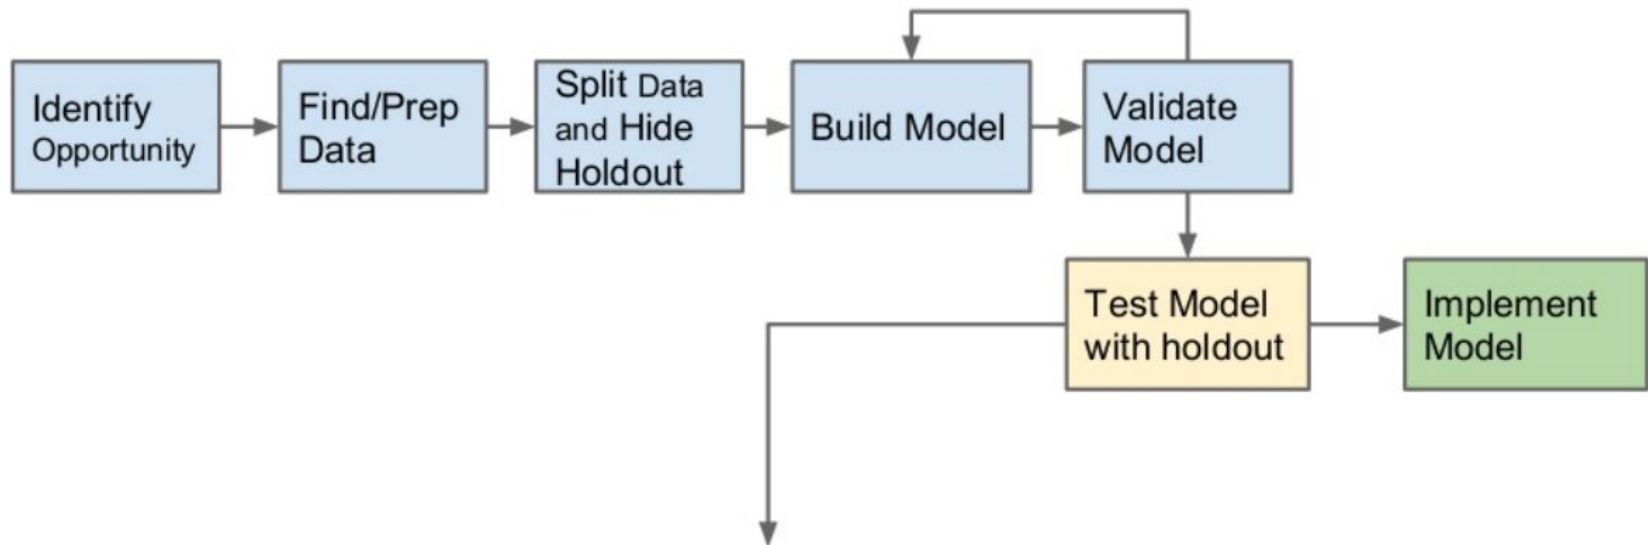 Identify
Opportunity
Find/Prep
Data
Split Data
and Hide
Holdout
Build Model
Validate
Model
Test Model
with holdout
Implement
Model